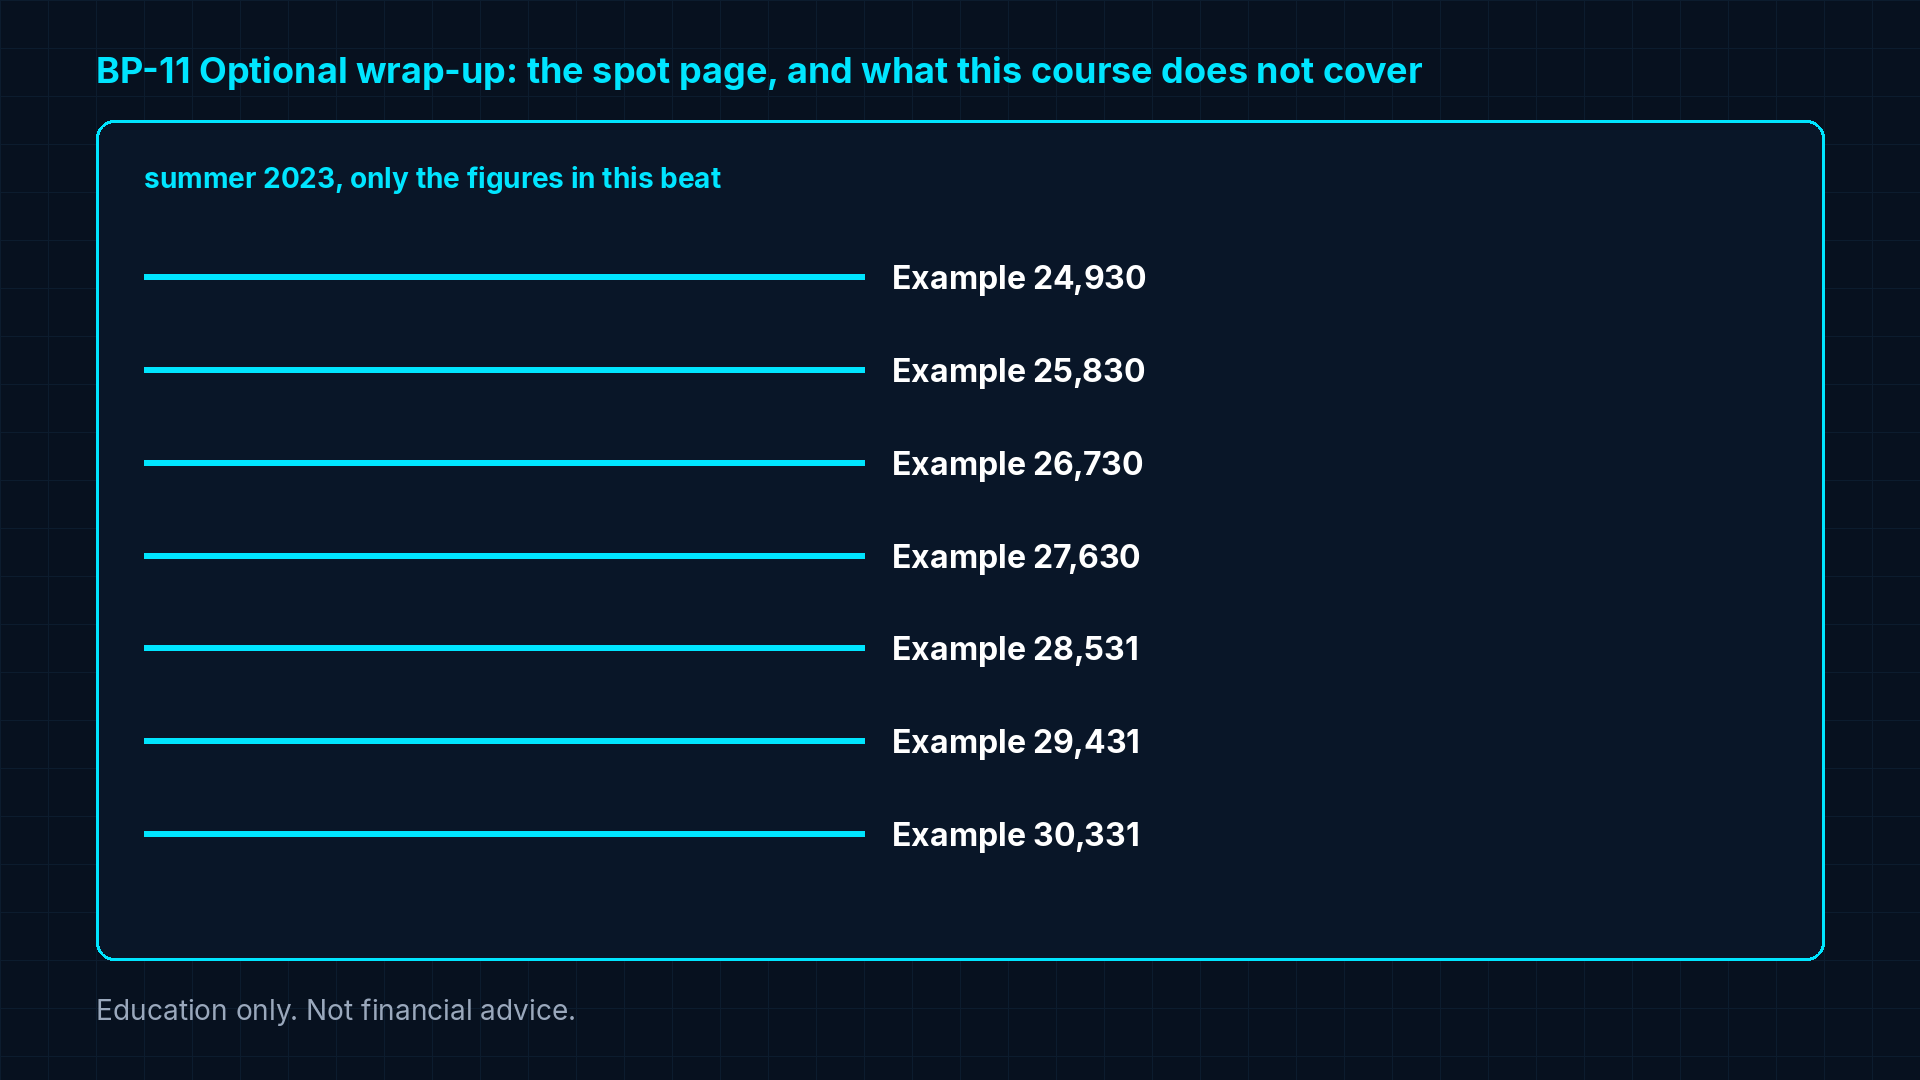 BP-11 Optional wrap-up: the spot page, and what this course does not cover
summer 2023, only the figures in this beat
Example 24,930
Example 25,830
Example 26,730
Example 27,630
Example 28,531
Example 29,431
Example 30,331
Education only. Not financial advice.